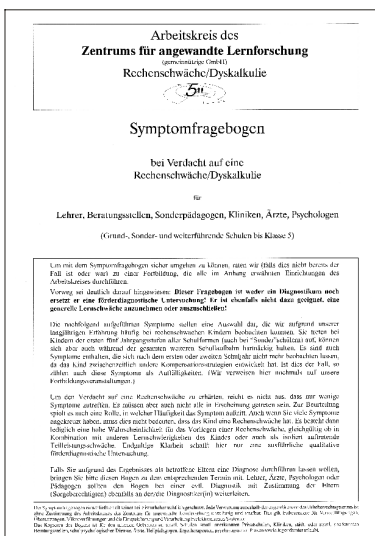 Arbeitskreis des
Zentrums für angewandte Lernforschung
(gemeinnützige GmbH)
Rechenschwäche/Dyskalkulie
Symptomfragebogen
bei Verdacht auf eine
Rechenschwäche/Dyskalkulie
für
Lehrer, Beratungsstellen, Sonderpädagogen, Kliniken, Ärzte, Psychologen
(Grund-, Sonder- und weiterführende Schulen bis Klasse 5)
Um mit dem Symptomfragebogen sicher umgehen zu können, raten wir (falls dies nicht bereits der
Fall ist oder war) zu einer Fortbildung, die alle im Anhang erwähnten Einrichtungen des
Arbeitskreises durchführen.
Vorweg sei deutlich darauf hingewiesen: Dieser Fragebogen ist weder ein Diagnostikum noch
ersetzt er eine förderdiagnostische Untersuchung! Er ist ebenfalls nicht dazu geeignet, eine
generelle Lernschwäche anzunehmen oder auszuschließen!
Die nachfolgend aufgeführten Symptome stellen eine Auswahl dar, die wir aufgrund unserer
langjährigen Erfahrung häufig bei rechenschwachen Kindern beobachten konnten. Sie treten bei
Kindern der ersten fünf Jahrgangsstufen aller Schulformen (auch bei "Sonder"schülern) auf, können
sich aber auch während der gesamten weiteren Schullaufbahn hartnäckig halten. Es sind auch
Symptome enthalten, die sich nach dem ersten oder zweiten Schuljahr nicht mehr beobachten lassen,
da das Kind zwischenzeitlich andere Kompensationsstrategien entwickelt hat. Ist dies der Fall, so
zählen auch diese Symptome als Auffälligkeiten. (Wir verweisen hier nochmals auf unsere
Fortbildungsveranstaltungen.)
Um den Verdacht auf eine Rechenschwäche zu erhärten, reicht es nicht aus, dass nur wenige
Symptome zutreffen. Es müssen aber auch nicht alle in Erscheinung getreten sein. Zur Beurteilung
spielt es auch eine Rolle, in welcher Häufigkeit das Symptom auftritt. Auch wenn Sie viele Symptome
angekreuzt haben, muss dies nicht bedeuten, dass das Kind eine Rechenschwäche hat. Es besteht dann
lediglich eine hohe Wahrscheinlichkeit für das Vorliegen einer Rechenschwäche, gleichgültig ob in
Kombination mit anderen Lernschwierigkeiten des Kindes oder auch als isoliert auftretende
Teilleistungsschwäche. Endgültige Klarheit schafft hier nur eine ausführliche qualitative
förderdiagnostische Untersuchung.
Falls Sie aufgrund des Ergebnisses als betroffene Eltern eine Diagnose durchführen lassen wollen,
bringen Sie bitte diesen Bogen zu dem entsprechenden Termin mit. Lehrer, Ärzte, Psychologen oder
Pädagogen sollten den Bogen bei einer evtl. Diagnostik mit Zustimmung der Eltern
(Sorgeberechtigten) ebenfalls an der/die Diagnostiker(in) weiterleiten.